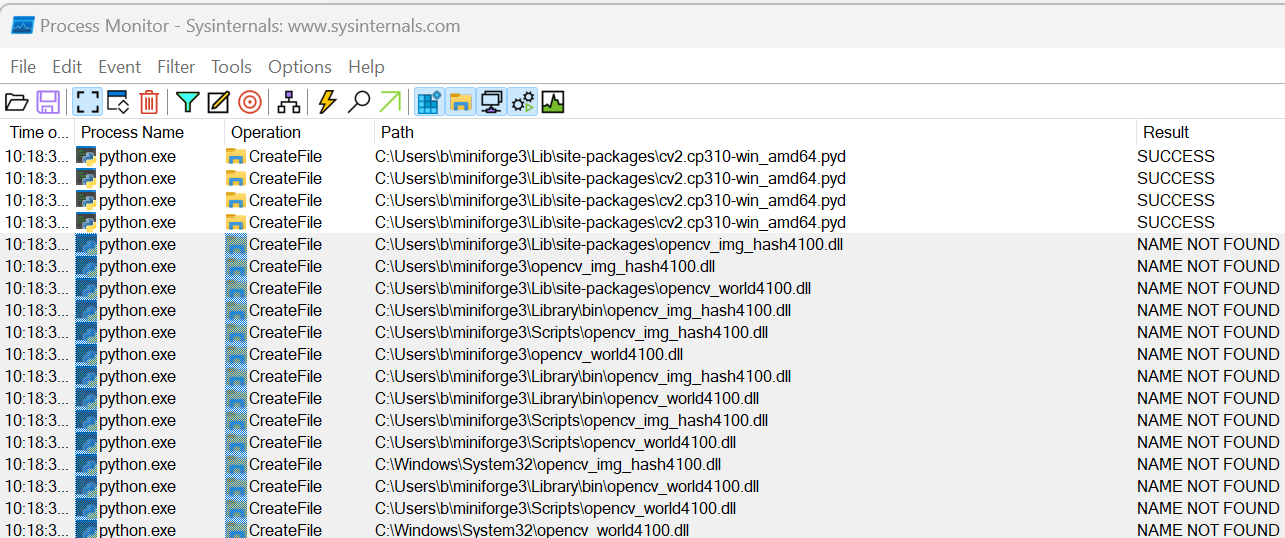 Process Monitor - Sysinternals: www.sysinternals.com
File Edit Event Filter Tools Options Help
Time o... Process Name Operation Path Result
10:18:3... python.exe CreateFile C:\Users\b\miniforge3\Lib\site-packages\cv2.cp310-win_amd64.pyd SUCCESS
10:18:3... python.exe CreateFile C:\Users\b\miniforge3\Lib\site-packages\cv2.cp310-win_amd64.pyd SUCCESS
10:18:3... python.exe CreateFile C:\Users\b\miniforge3\Lib\site-packages\cv2.cp310-win_amd64.pyd SUCCESS
10:18:3... python.exe CreateFile C:\Users\b\miniforge3\Lib\site-packages\cv2.cp310-win_amd64.pyd SUCCESS
10:18:3... python.exe CreateFile C:\Users\b\miniforge3\Lib\site-packages\opencv_img_hash4100.dll NAME NOT FOUND
10:18:3... python.exe CreateFile C:\Users\b\miniforge3\opencv_img_hash4100.dll NAME NOT FOUND
10:18:3... python.exe CreateFile C:\Users\b\miniforge3\Lib\site-packages\opencv_world4100.dll NAME NOT FOUND
10:18:3... python.exe CreateFile C:\Users\b\miniforge3\Library\bin\opencv_img_hash4100.dll NAME NOT FOUND
10:18:3... python.exe CreateFile C:\Users\b\miniforge3\Scripts\opencv_img_hash4100.dll NAME NOT FOUND
10:18:3... python.exe CreateFile C:\Users\b\miniforge3\opencv_world4100.dll NAME NOT FOUND
10:18:3... python.exe CreateFile C:\Users\b\miniforge3\Library\bin\opencv_img_hash4100.dll NAME NOT FOUND
10:18:3... python.exe CreateFile C:\Users\b\miniforge3\Library\bin\opencv_world4100.dll NAME NOT FOUND
10:18:3... python.exe CreateFile C:\Users\b\miniforge3\Scripts\opencv_img_hash4100.dll NAME NOT FOUND
10:18:3... python.exe CreateFile C:\Users\b\miniforge3\Scripts\opencv_world4100.dll NAME NOT FOUND
10:18:3... python.exe CreateFile C:\Windows\System32\opencv_img_hash4100.dll NAME NOT FOUND
10:18:3... python.exe CreateFile C:\Users\b\miniforge3\Library\bin\opencv_world4100.dll NAME NOT FOUND
10:18:3... python.exe CreateFile C:\Users\b\miniforge3\Scripts\opencv_world4100.dll NAME NOT FOUND
10:18:3... python.exe CreateFile C:\Windows\System32\opencv_world4100.dll NAME NOT FOUND